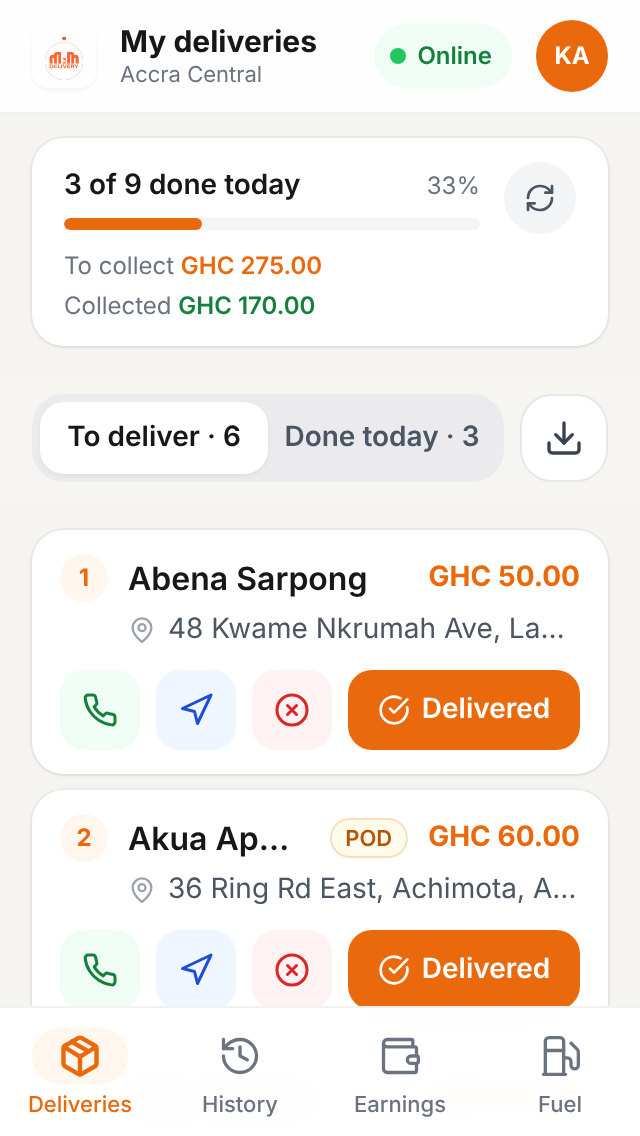 My deliveries
Accra Central
Online
KA
DELIVERY
3 of 9 done today
33%
To collect GHC 275.00
Collected GHC 170.00
To deliver · 6
Done today · 3
1
Abena Sarpong
GHC 50.00
48 Kwame Nkrumah Ave, La...
Delivered
2
Akua Ap...
POD
GHC 60.00
36 Ring Rd East, Achimota, A...
Delivered
Deliveries
History
Earnings
Fuel